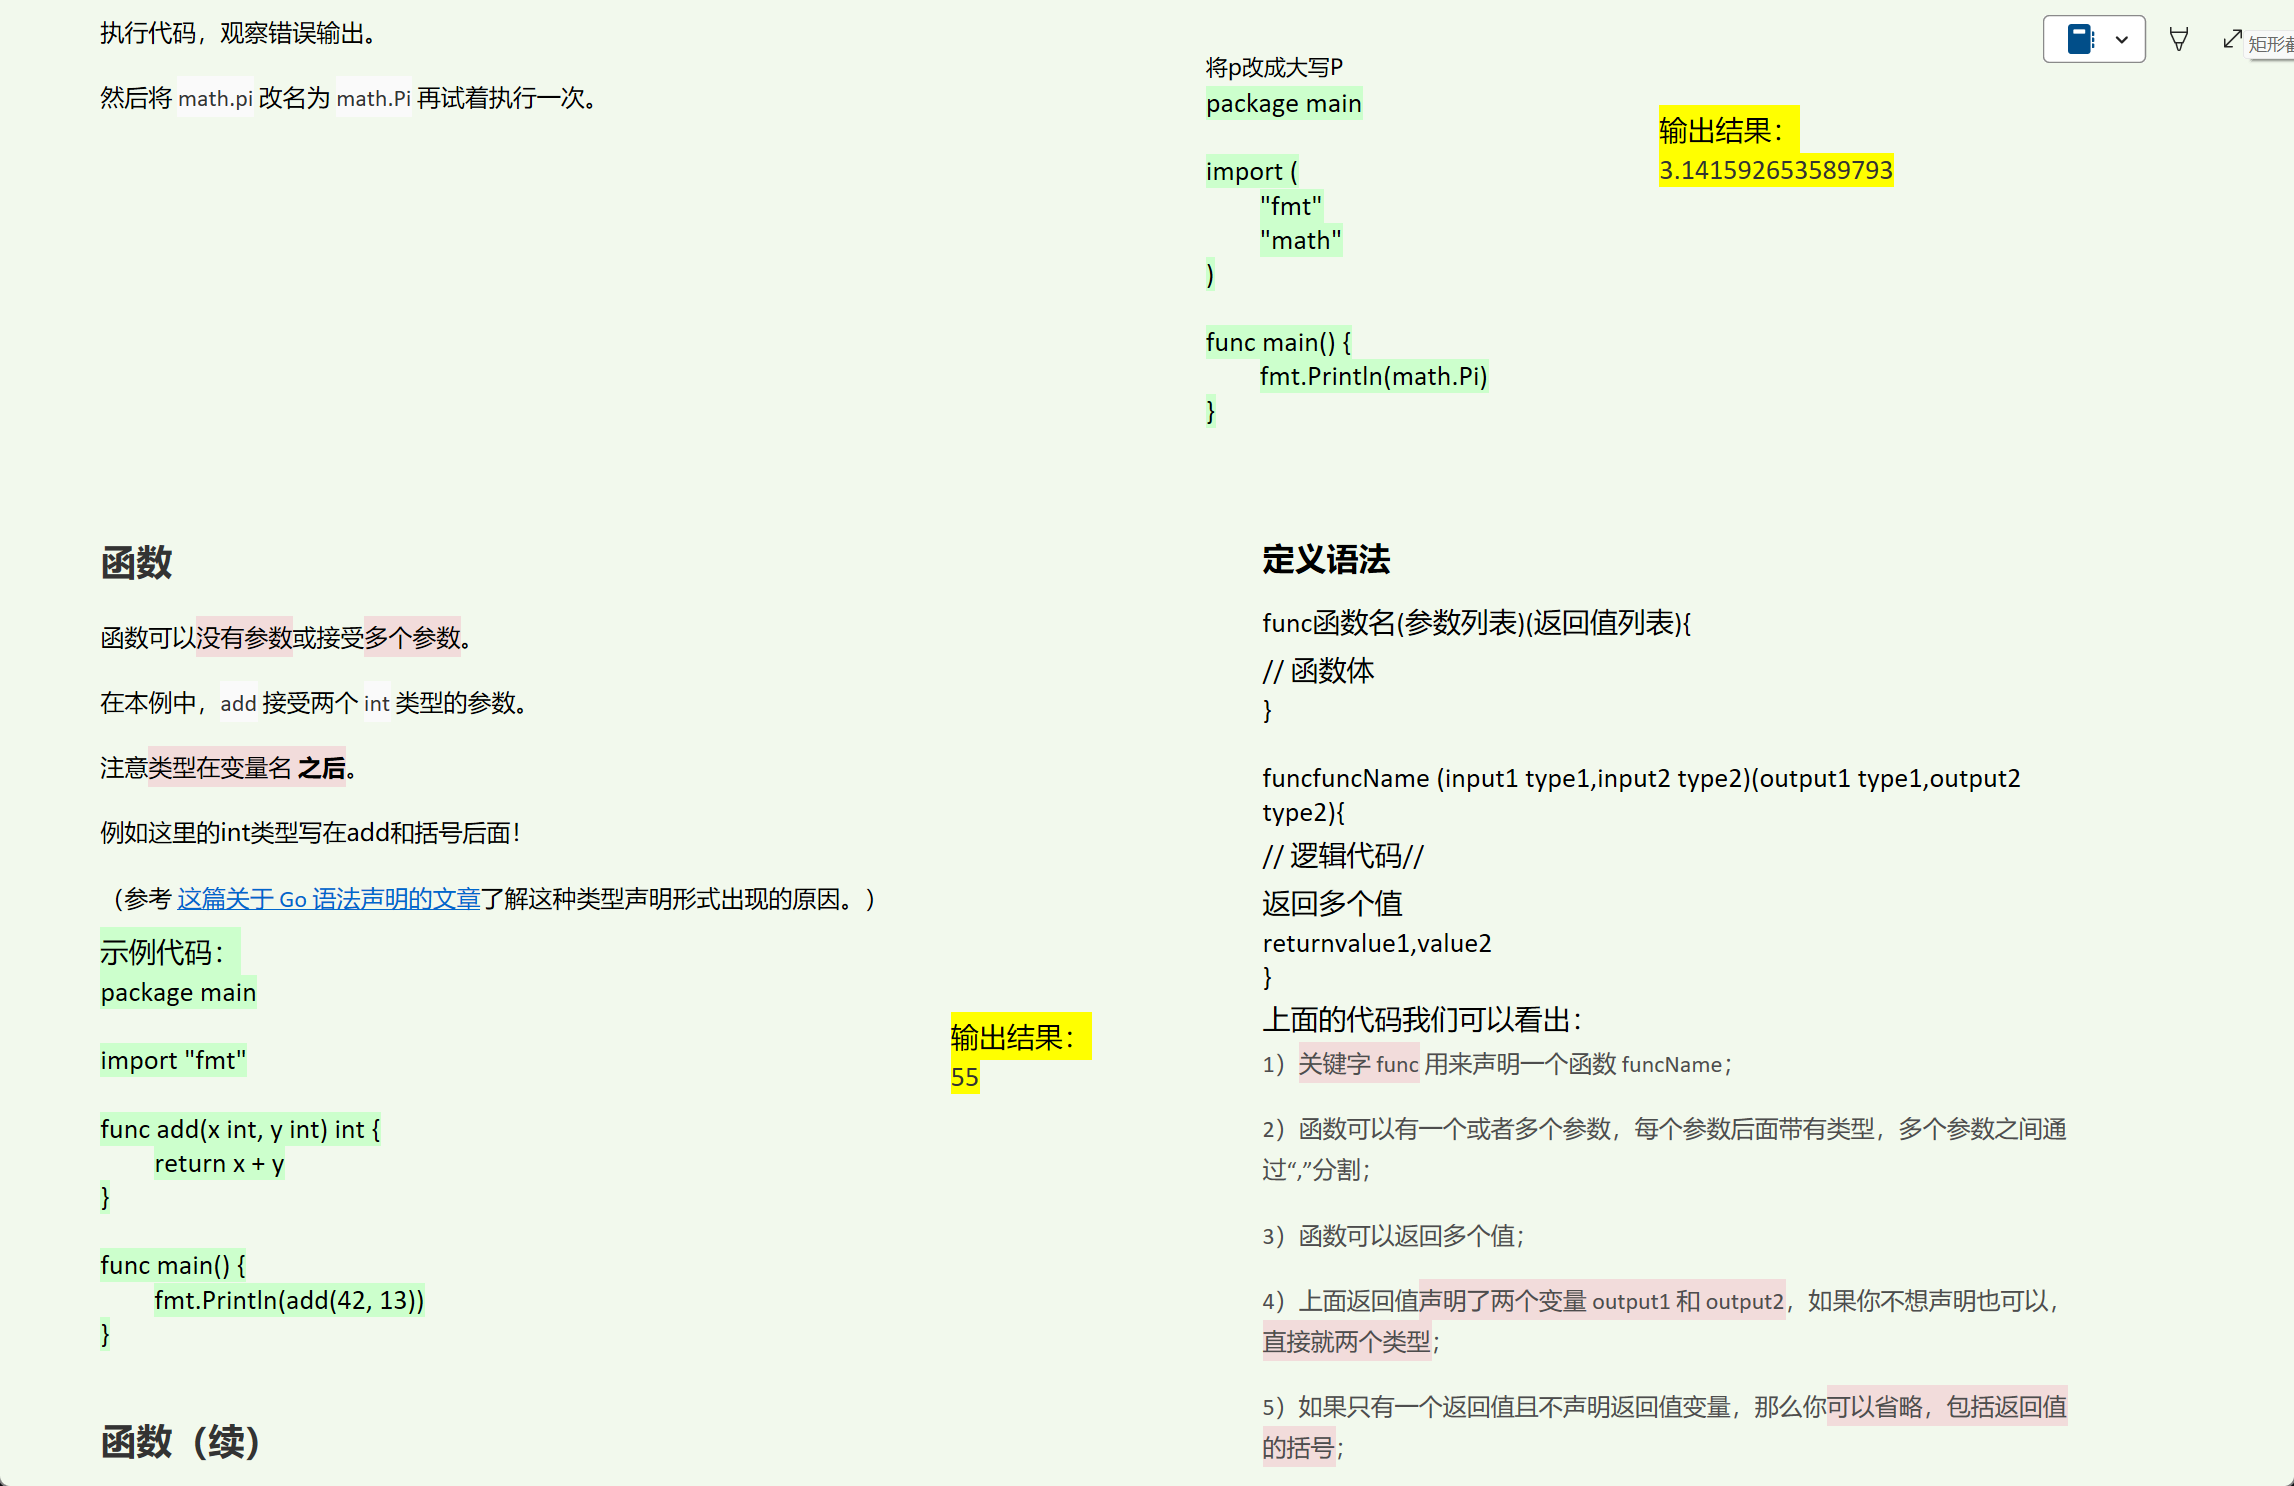 执行代码，观察错误输出。
然后将 math.pi 改名为 math.Pi 再试着执行一次。
将p改成大写P
package main
import (
"fmt"
"math"
)
func main() {
fmt.Println(math.Pi)
}
输出结果：
3.141592653589793
函数
函数可以没有参数或接受多个参数。
在本例中，add 接受两个 int 类型的参数。
注意类型在变量名 之后。
例如这里的int类型写在add和括号后面！
（参考 这篇关于 Go 语法声明的文章了解这种类型声明形式出现的原因。）
示例代码：
package main
import "fmt"
func add(x int, y int) int {
return x + y
}
func main() {
fmt.Println(add(42, 13))
}
输出结果：
55
函数（续）
定义语法
func函数名(参数列表)(返回值列表){
// 函数体
}
funcfuncName (input1 type1,input2 type2)(output1 type1,output2
type2){
// 逻辑代码//
返回多个值
returnvalue1,value2
}
上面的代码我们可以看出：
1）关键字 func 用来声明一个函数 funcName；
2）函数可以有一个或者多个参数，每个参数后面带有类型，多个参数之间通
过“,”分割；
3）函数可以返回多个值；
4）上面返回值声明了两个变量 output1 和 output2，如果你不想声明也可以，
直接就两个类型；
5）如果只有一个返回值且不声明返回值变量，那么你可以省略，包括返回值
的括号；
矩形